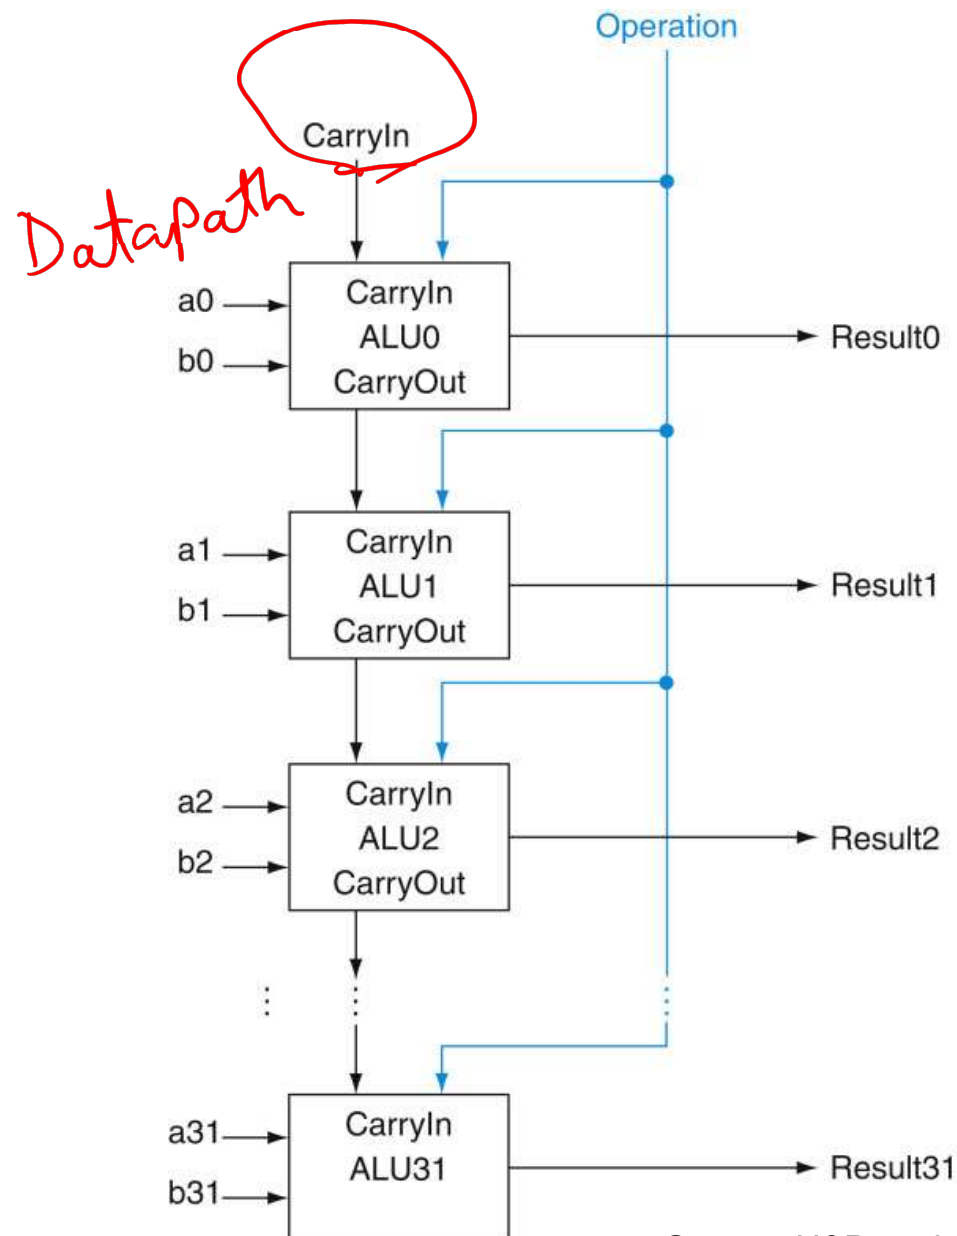 Operation
CarryIn
Datapath
a0
b0
CarryIn
ALU0
CarryOut
Result0
a1
b1
CarryIn
ALU1
CarryOut
Result1
a2
b2
CarryIn
ALU2
CarryOut
Result2
a31
b31
CarryIn
ALU31
Result31